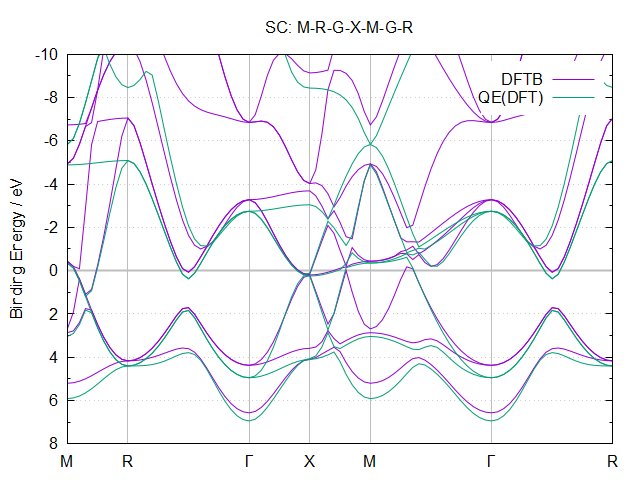 SC: M-R-G-X-M-G-R
-10
DFTB
QE(DFT)
-8
-6
-4
-2
0
2
4
6
8
Binding Energy / eV
M R Γ X M Γ R